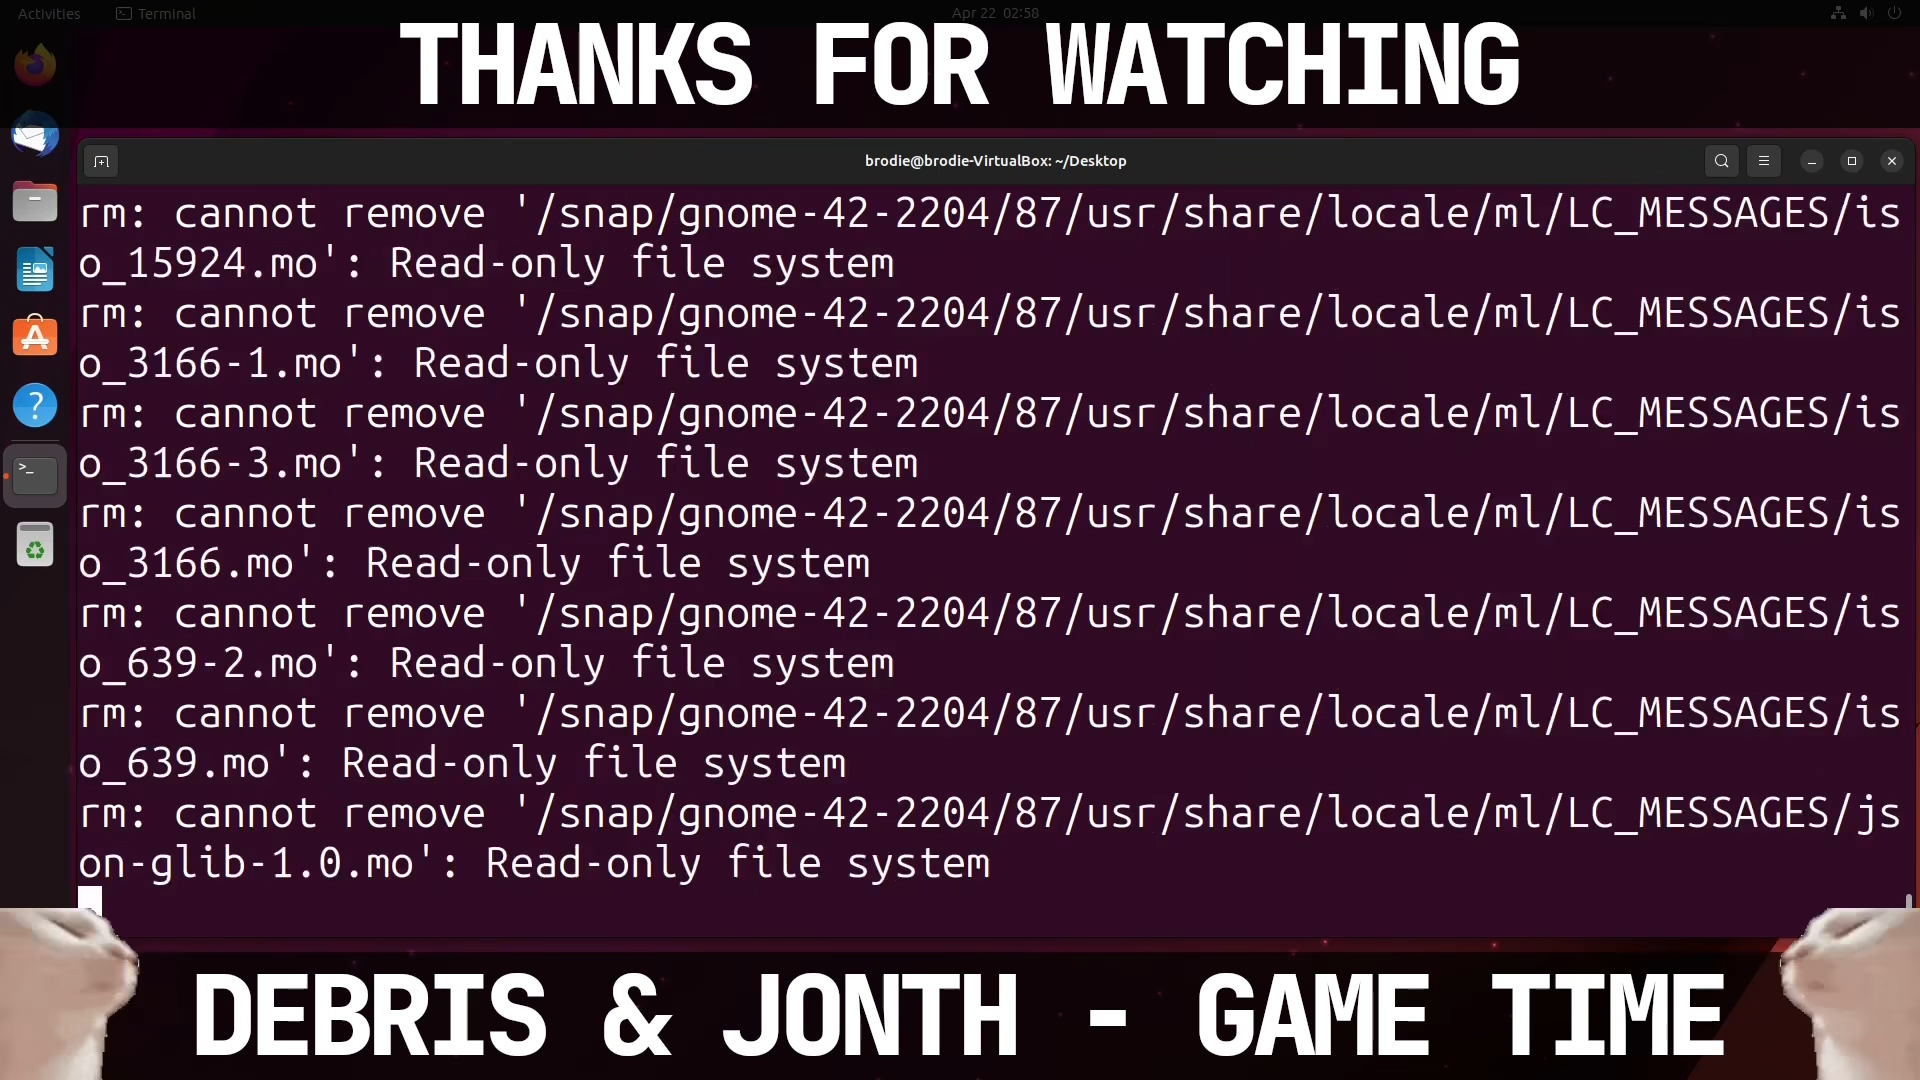 Activities Terminal Apr 22 02:58
THANKS FOR WATCHING
brodie@brodie-VirtualBox: ~/Desktop
rm: cannot remove '/snap/gnome-42-2204/87/usr/share/locale/ml/LC_MESSAGES/is
o_15924.mo': Read-only file system
rm: cannot remove '/snap/gnome-42-2204/87/usr/share/locale/ml/LC_MESSAGES/is
o_3166-1.mo': Read-only file system
rm: cannot remove '/snap/gnome-42-2204/87/usr/share/locale/ml/LC_MESSAGES/is
o_3166-3.mo': Read-only file system
rm: cannot remove '/snap/gnome-42-2204/87/usr/share/locale/ml/LC_MESSAGES/is
o_3166.mo': Read-only file system
rm: cannot remove '/snap/gnome-42-2204/87/usr/share/locale/ml/LC_MESSAGES/is
o_639-2.mo': Read-only file system
rm: cannot remove '/snap/gnome-42-2204/87/usr/share/locale/ml/LC_MESSAGES/is
o_639.mo': Read-only file system
rm: cannot remove '/snap/gnome-42-2204/87/usr/share/locale/ml/LC_MESSAGES/js
on-glib-1.0.mo': Read-only file system
DEBRIS & JONTH - GAME TIME